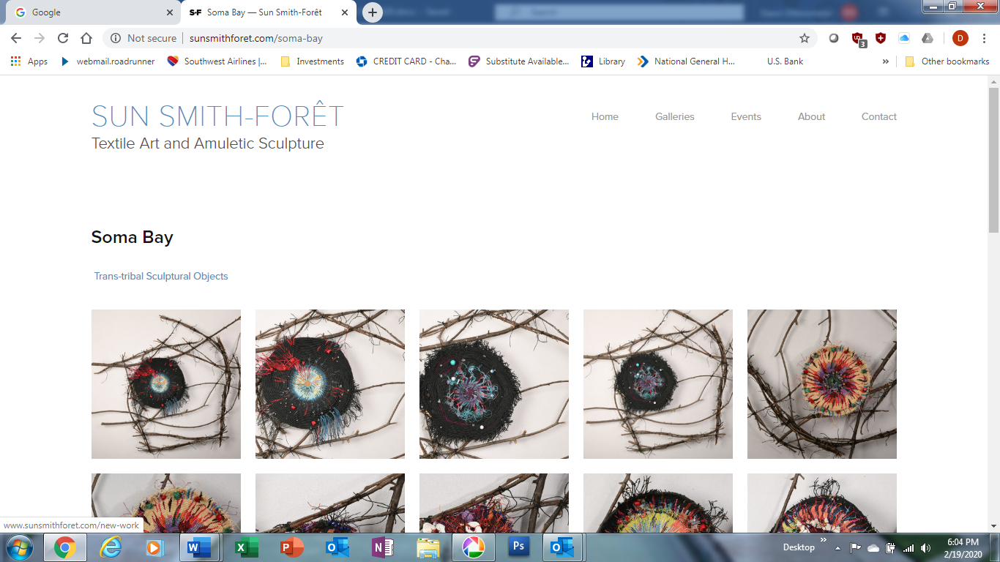 Google
S+F Soma Bay — Sun Smith-Forêt
Not secure | sunsmithforet.com/soma-bay
3
D
Apps webmail.roadrunner Southwest Airlines |... Investments CREDIT CARD - Cha... Substitute Available... Library National General H... U.S. Bank » Other bookmarks
SUN SMITH-FORÊT
Textile Art and Amuletic Sculpture
Home Galleries Events About Contact
Soma Bay
Trans-tribal Sculptural Objects
www.sunsmithforet.com/new-work
Desktop »
6:04 PM
2/19/2020